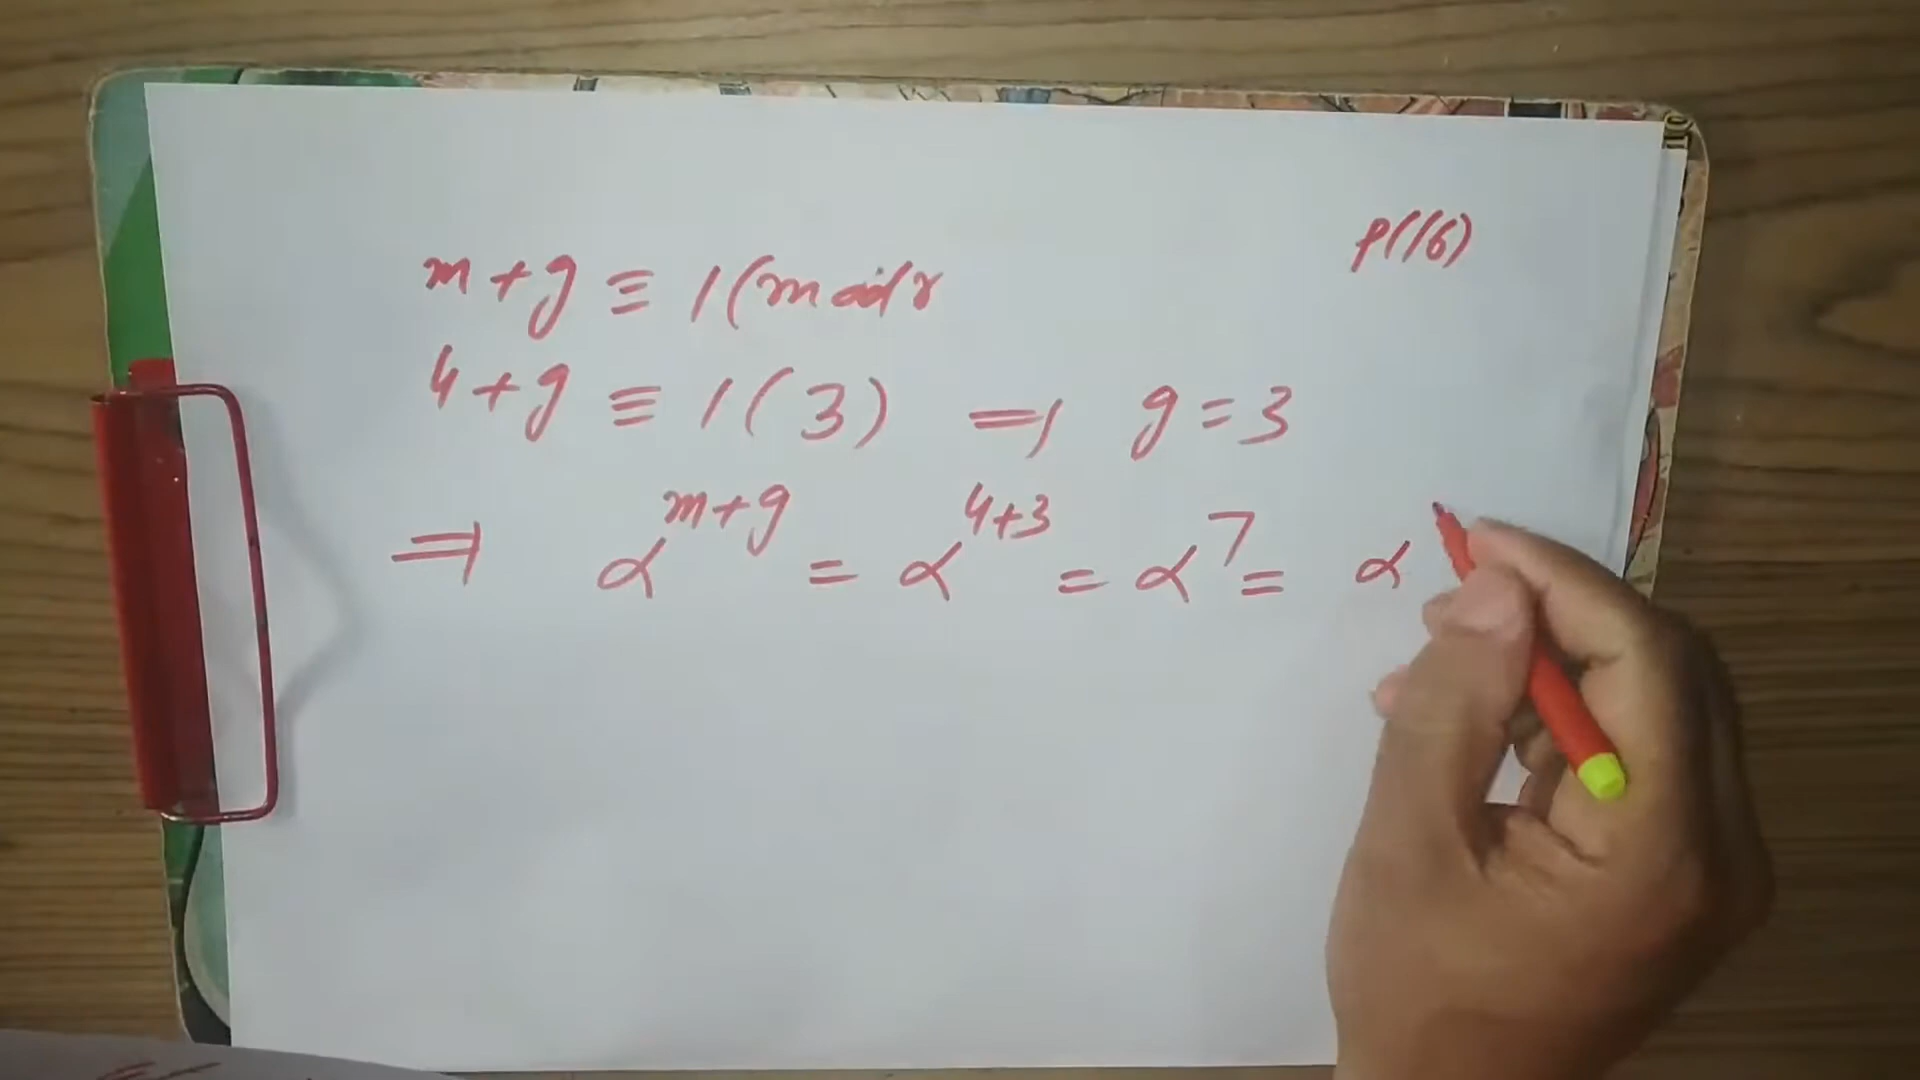 P(16)
m+g ≡ 1(mod r
4+g ≡ 1(3) ⇒ g=3
⇒ α^{m+g} = α^{4+3} = α^7 = α